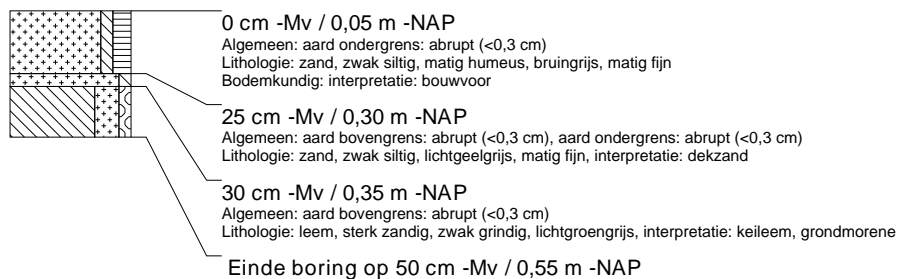 0 cm -Mv / 0,05 m -NAP
Algemeen: aard ondergrens: abrupt (<0,3 cm)
Lithologie: zand, zwak siltig, matig humeus, bruingrijs, matig fijn
Bodemkundig: interpretatie: bouwvoor
25 cm -Mv / 0,30 m -NAP
Algemeen: aard bovengrens: abrupt (<0,3 cm), aard ondergrens: abrupt (<0,3 cm)
Lithologie: zand, zwak siltig, lichtgeelgrijs, matig fijn, interpretatie: dekzand
30 cm -Mv / 0,35 m -NAP
Algemeen: aard bovengrens: abrupt (<0,3 cm)
Lithologie: leem, sterk zandig, zwak grindig, lichtgroengrijs, interpretatie: keileem, grondmorene
Einde boring op 50 cm -Mv / 0,55 m -NAP